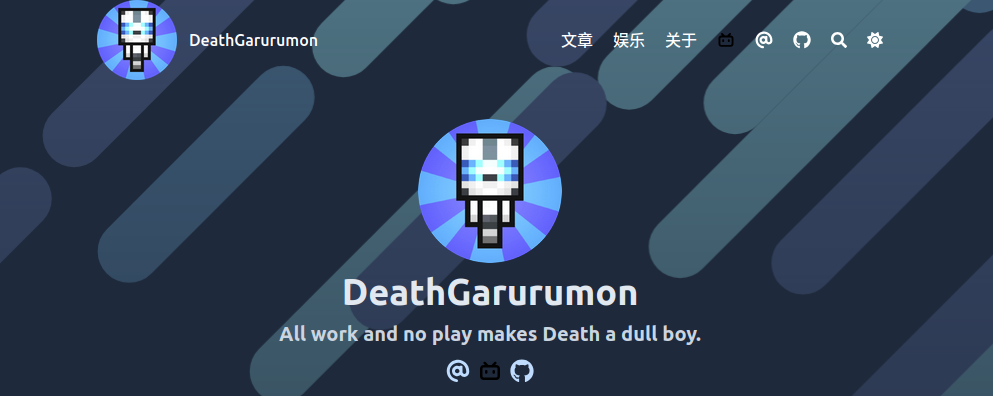 DeathGarurumon 文章 娱乐 关于
DeathGarurumon
All work and no play makes Death a dull boy.